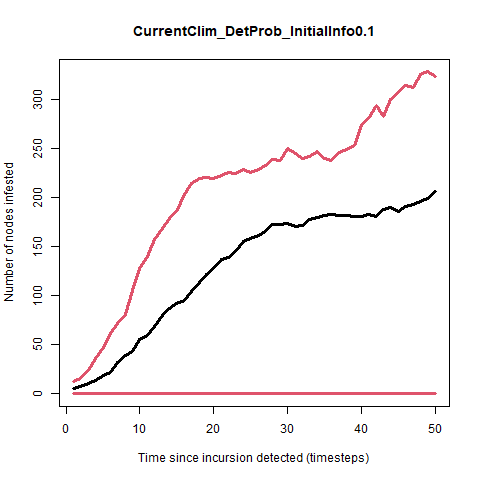 CurrentClim_DetProb_InitialInfo0.1
Number of nodes infested
300
250
200
150
100
50
0
0 10 20 30 40 50
Time since incursion detected (timesteps)